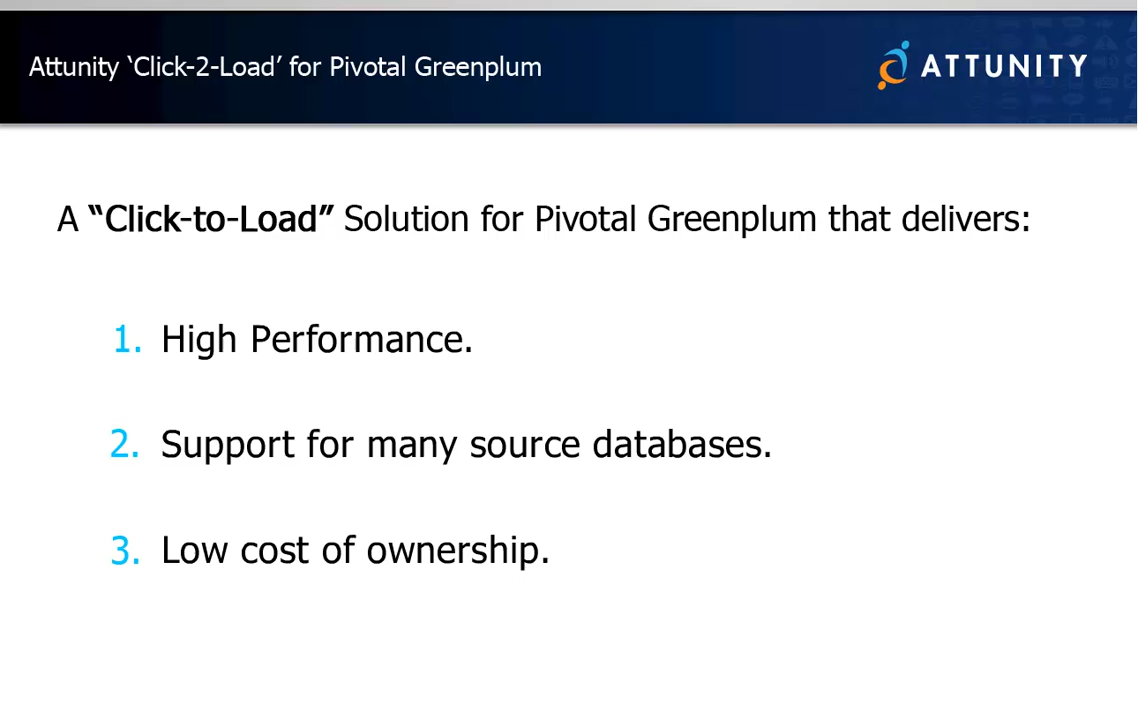 Attunity ‘Click-2-Load’ for Pivotal Greenplum
ATTUNITY
A “Click-to-Load” Solution for Pivotal Greenplum that delivers:
1. High Performance.
2. Support for many source databases.
3. Low cost of ownership.